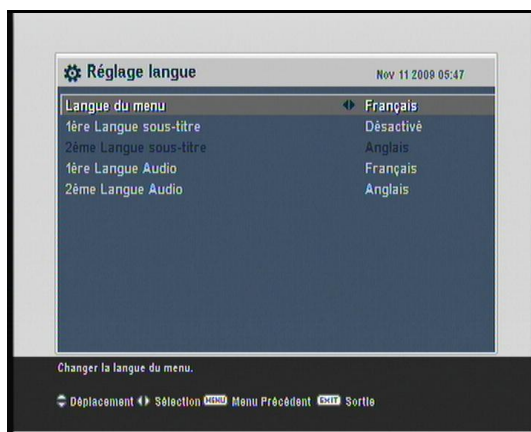 Réglage langue Nov 11 2009 05:47
Langue du menu Français
1ère Langue sous-titre Désactivé
2éme Langue sous-titre Anglais
1ère Langue Audio Français
2éme Langue Audio Anglais
Changer la langue du menu.
Déplacement Sélection MENU Menu Précédent EXIT Sortie